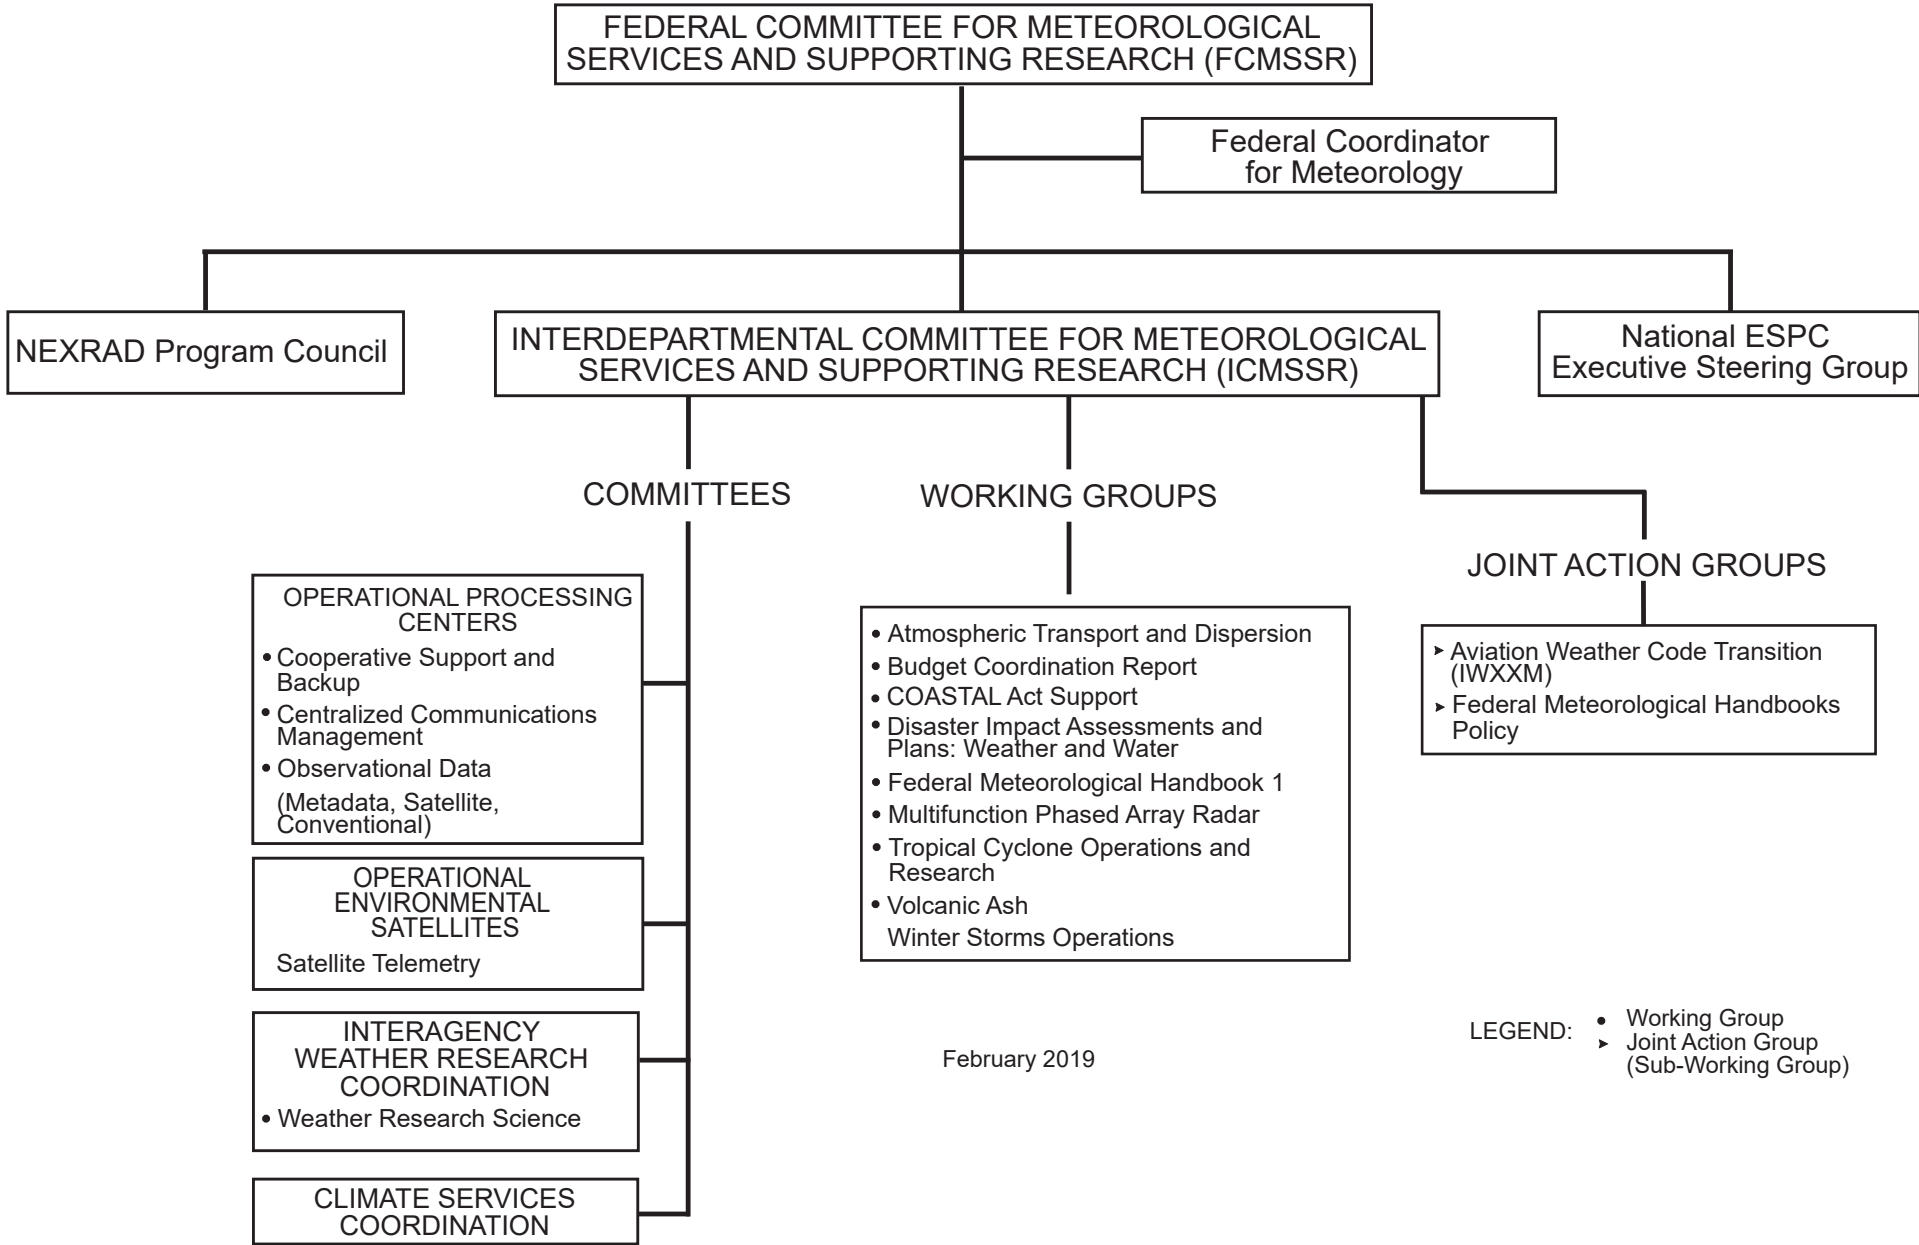 FEDERAL COMMITTEE FOR METEOROLOGICAL
SERVICES AND SUPPORTING RESEARCH (FCMSSR)
Federal Coordinator
for Meteorology
NEXRAD Program Council
INTERDEPARTMENTAL COMMITTEE FOR METEOROLOGICAL
SERVICES AND SUPPORTING RESEARCH (ICMSSR)
National ESPC
Executive Steering Group
COMMITTEES
OPERATIONAL PROCESSING
CENTERS
• Cooperative Support and
Backup
• Centralized Communications
Management
• Observational Data
(Metadata, Satellite,
Conventional)
OPERATIONAL
ENVIRONMENTAL
SATELLITES
Satellite Telemetry
INTERAGENCY
WEATHER RESEARCH
COORDINATION
• Weather Research Science
CLIMATE SERVICES
COORDINATION
WORKING GROUPS
• Atmospheric Transport and Dispersion
• Budget Coordination Report
• COASTAL Act Support
• Disaster Impact Assessments and
Plans: Weather and Water
• Federal Meteorological Handbook 1
• Multifunction Phased Array Radar
• Tropical Cyclone Operations and
Research
• Volcanic Ash
Winter Storms Operations
JOINT ACTION GROUPS
➤ Aviation Weather Code Transition
(IWXXM)
➤ Federal Meteorological Handbooks
Policy
February 2019
LEGEND:
• Working Group
➤ Joint Action Group
(Sub-Working Group)